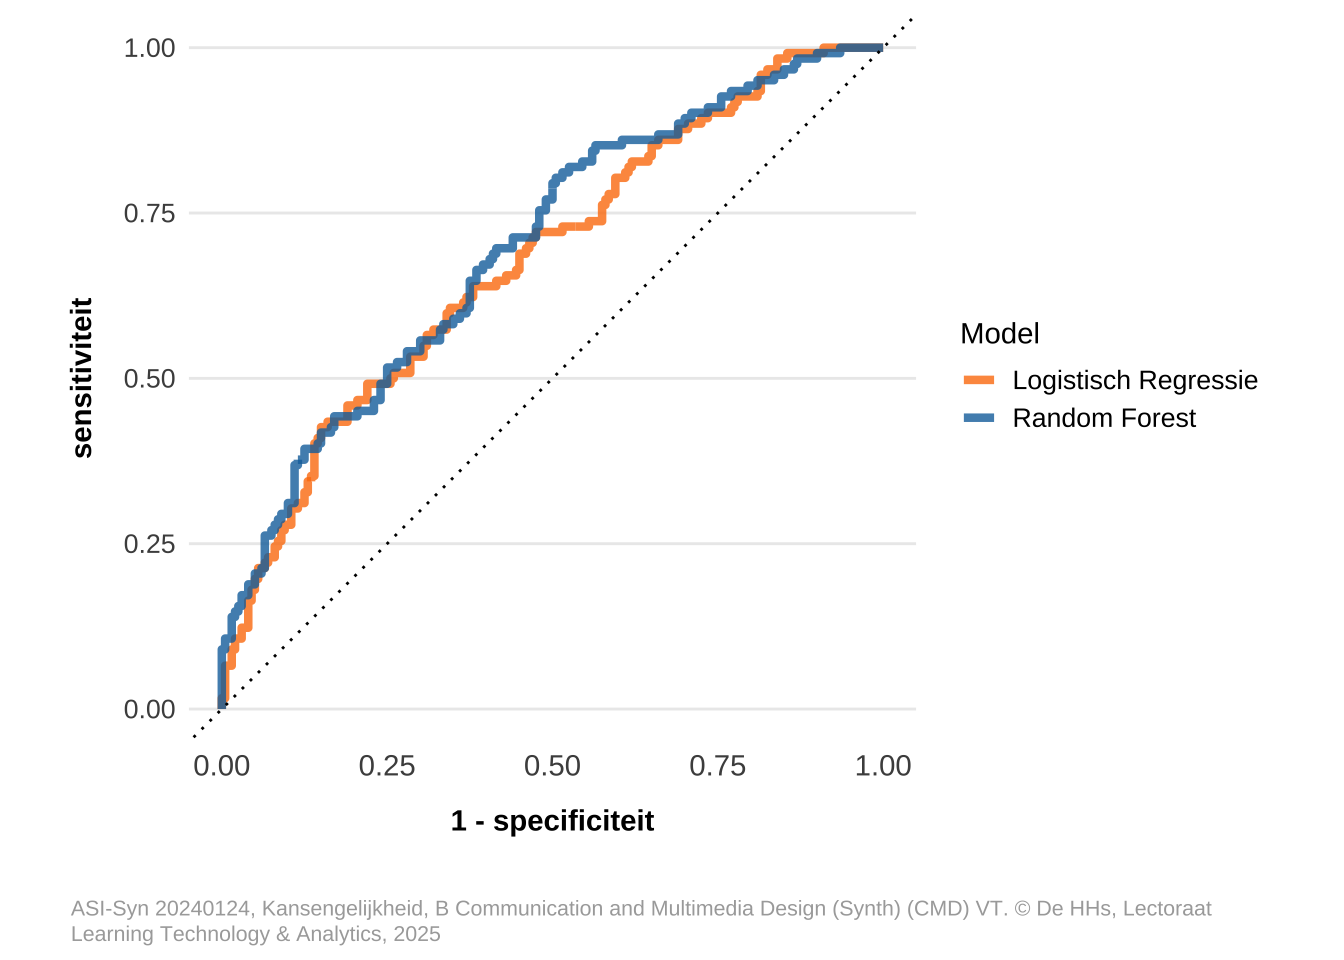 1.00
0.75
0.50
0.25
0.00
sensitiviteit
0.00 0.25 0.50 0.75 1.00
1 - specificiteit
Model
Logistisch Regressie
Random Forest
ASI-Syn 20240124, Kansengelijkheid, B Communication and Multimedia Design (Synth) (CMD) VT. © De HHs, Lectoraat
Learning Technology & Analytics, 2025